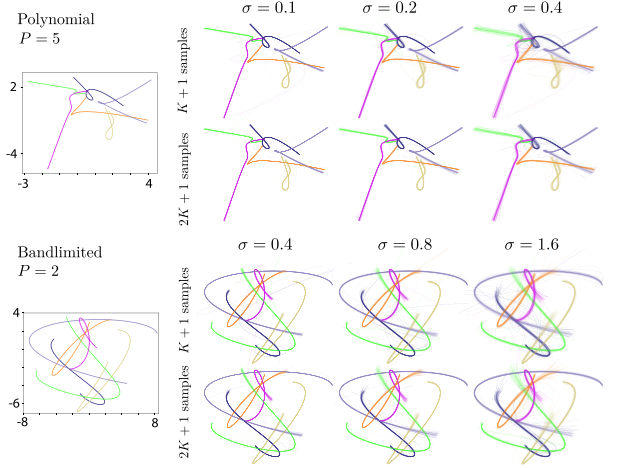 Polynomial
P = 5
σ = 0.1
σ = 0.2
σ = 0.4
K + 1 samples
2K + 1 samples
2
-4
-3
4
Bandlimited
P = 2
σ = 0.4
σ = 0.8
σ = 1.6
K + 1 samples
2K + 1 samples
4
-6
-8
8